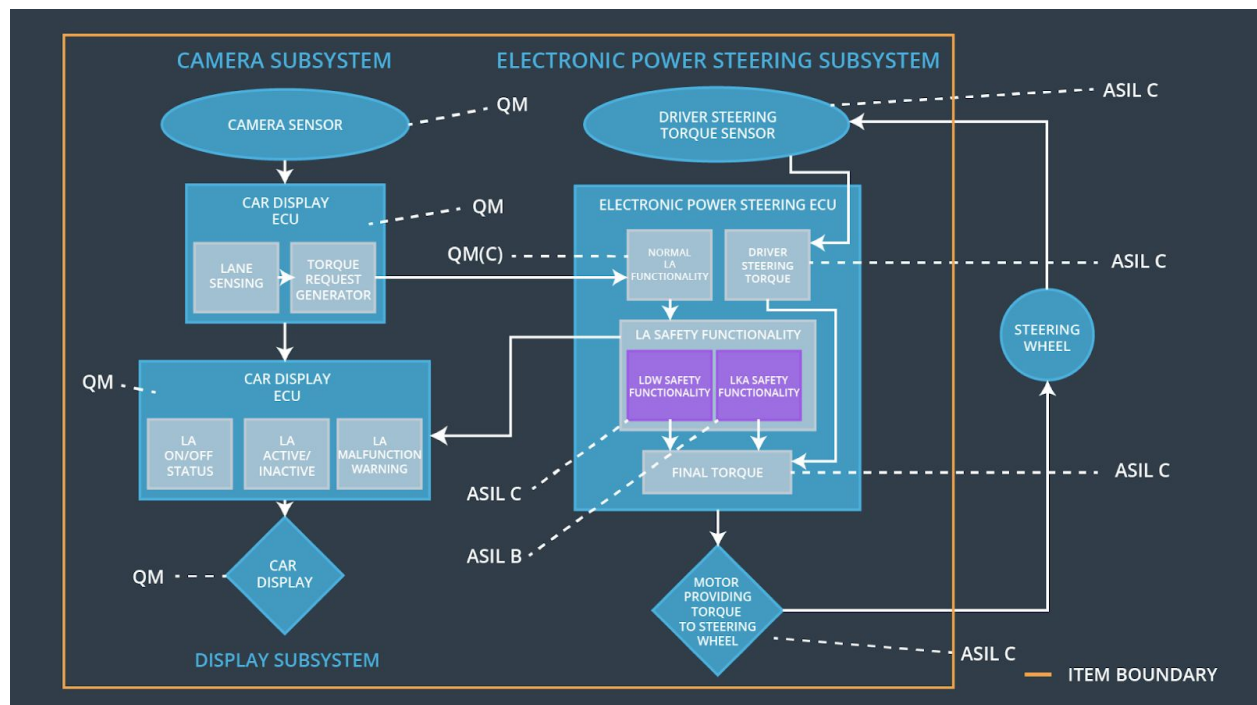 CAMERA SUBSYSTEM
ELECTRONIC POWER STEERING SUBSYSTEM
CAMERA SENSOR
QM
DRIVER STEERING
TORQUE SENSOR
ASIL C
CAR DISPLAY
ECU
QM
LANE
SENSING
TORQUE
REQUEST
GENERATOR
ELECTRONIC POWER STEERING ECU
QM(C)
NORMAL
LA
FUNCTIONALITY
DRIVER
STEERING
TORQUE
ASIL C
LA SAFETY FUNCTIONALITY
LDW SAFETY
FUNCTIONALITY
LKA SAFETY
FUNCTIONALITY
STEERING
WHEEL
QM
CAR DISPLAY
ECU
LA
ON/OFF
STATUS
LA
ACTIVE/
INACTIVE
LA
MALFUNCTION
WARNING
FINAL TORQUE
ASIL C
ASIL C
ASIL B
QM
CAR
DISPLAY
MOTOR
PROVIDING
TORQUE
TO STEERING
WHEEL
ASIL C
DISPLAY SUBSYSTEM
ITEM BOUNDARY